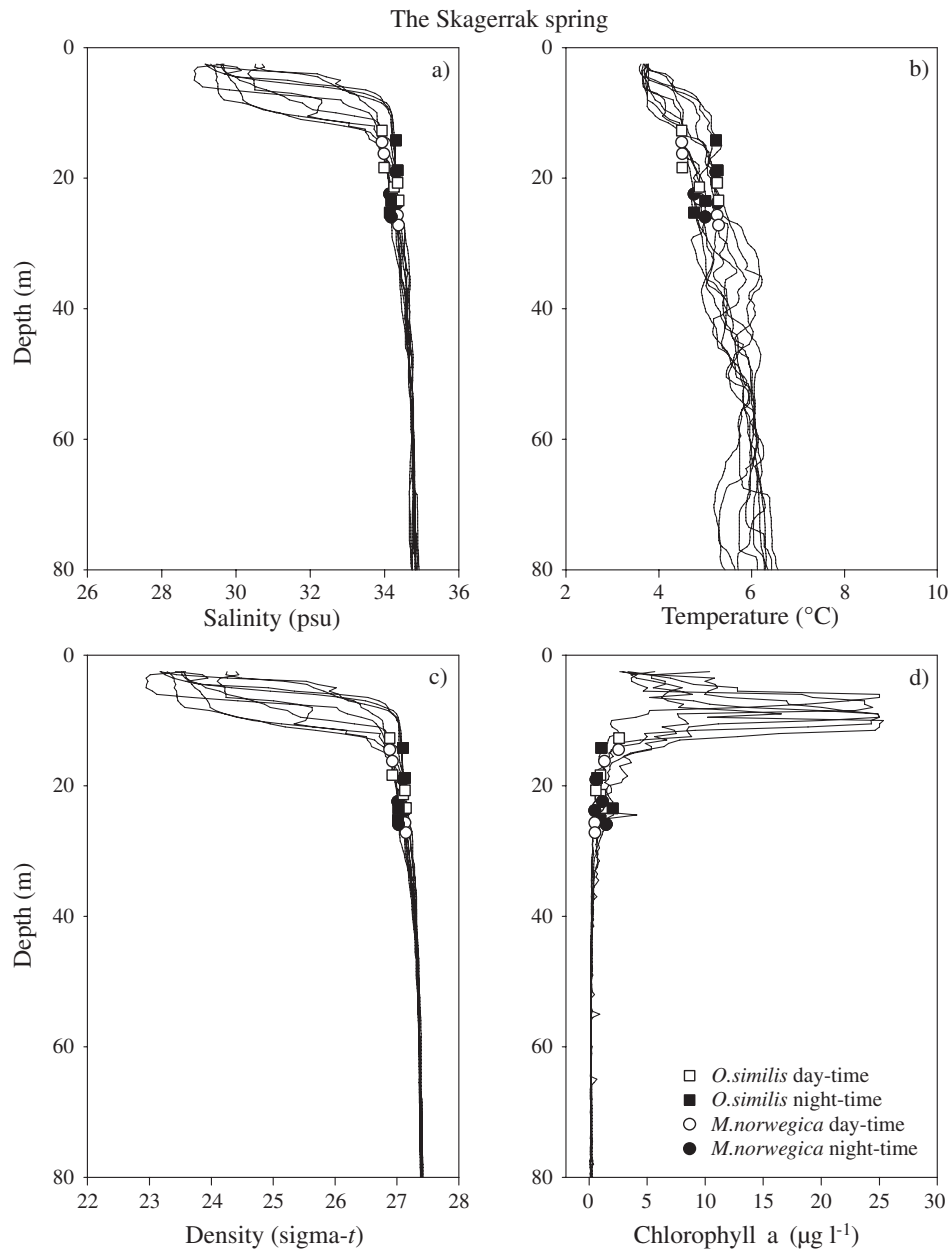 The Skagerrak spring
a)
0
20
40
60
80
Depth (m)
26 28 30 32 34 36
Salinity (psu)
b)
0
20
40
60
80
2 4 6 8 10
Temperature (°C)
c)
0
20
40
60
80
Depth (m)
22 23 24 25 26 27 28
Density (sigma-t)
d)
0
20
40
60
80
O.similis day-time
O.similis night-time
M.norwegica day-time
M.norwegica night-time
0 5 10 15 20 25 30
Chlorophyll a (µg l-1)